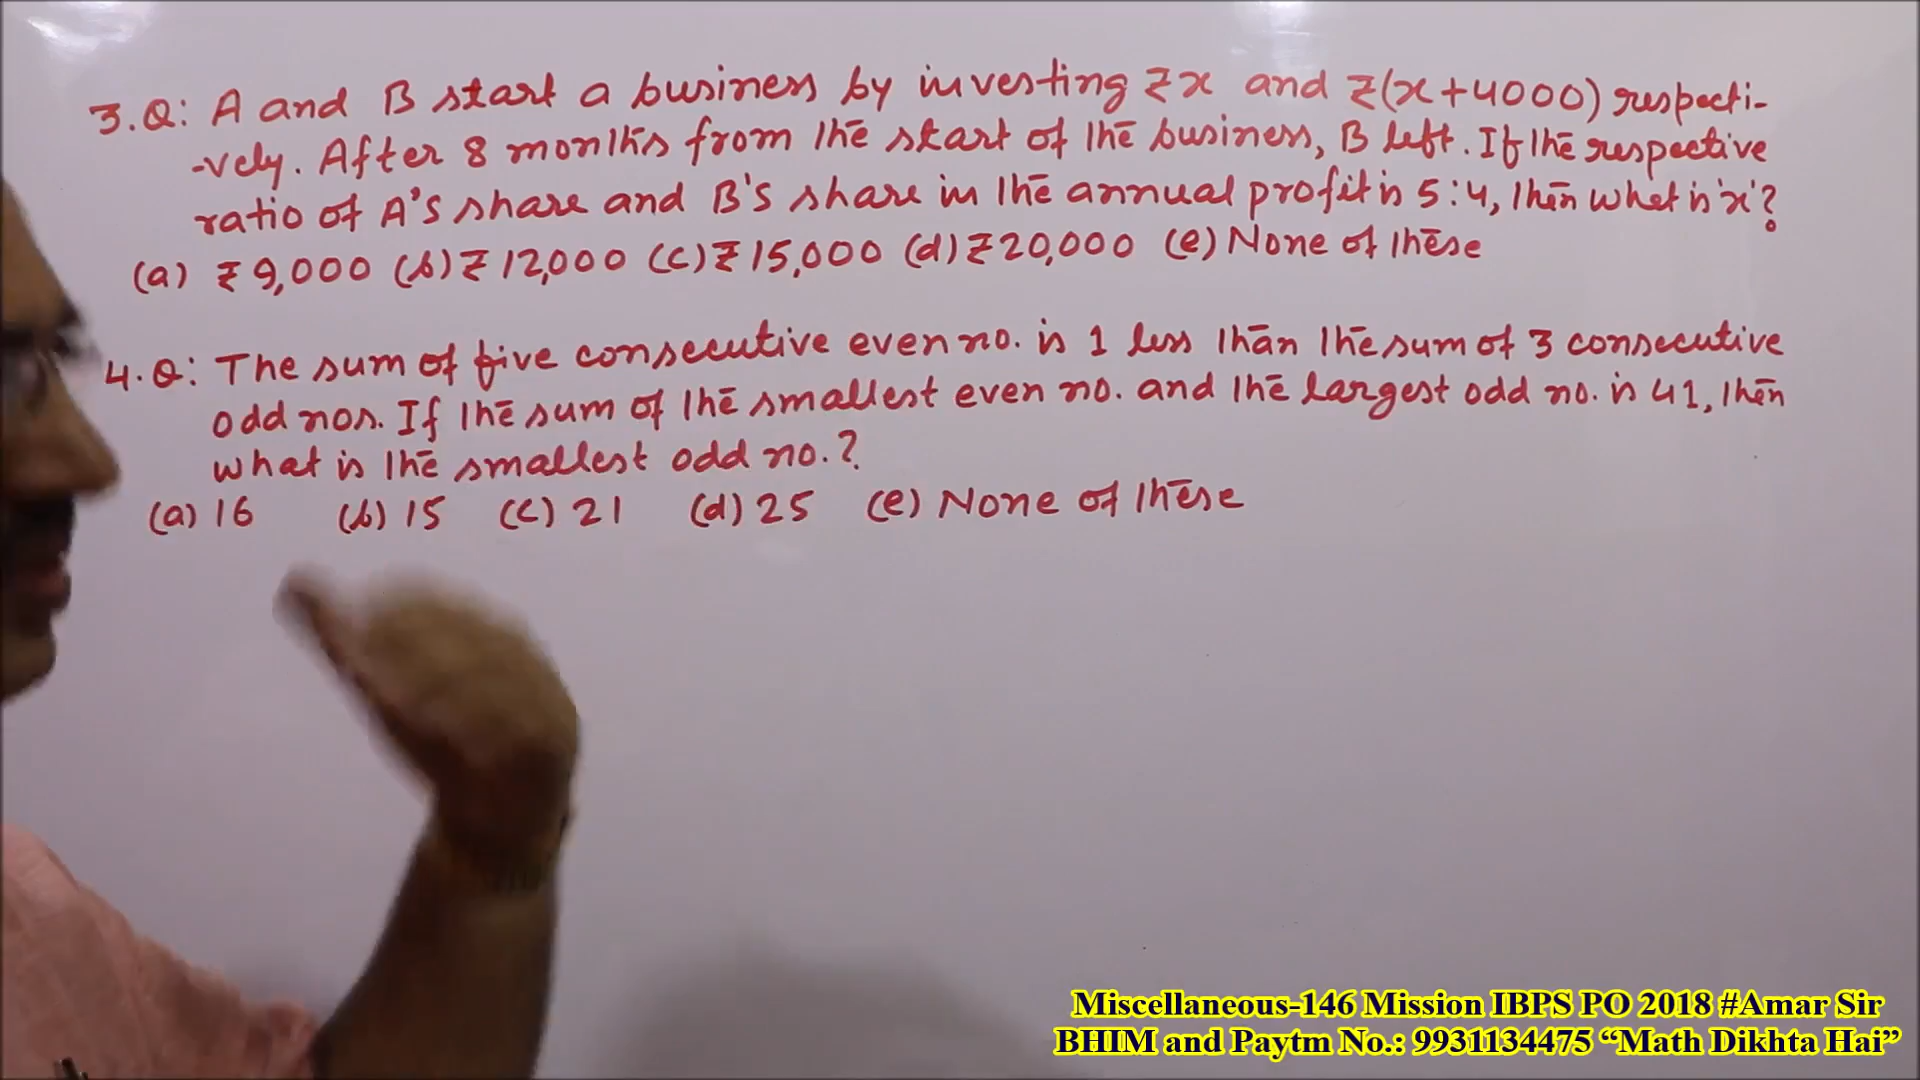 3.Q: A and B start a business by investing ₹x and ₹(x+4000) respecti-
-vely. After 8 months from the start of the business, B left. If the respective
ratio of A's share and B's share in the annual profit is 5:4, then what is 'x'?
(a) ₹9,000 (b) ₹12,000 (c) ₹15,000 (d) ₹20,000 (e) None of these
4.Q: The sum of five consecutive even no. is 1 less than the sum of 3 consecutive
odd nos. If the sum of the smallest even no. and the largest odd no. is 41, then
what is the smallest odd no.?
(a) 16 (b) 15 (c) 21 (d) 25 (e) None of these
Miscellaneous-146 Mission IBPS PO 2018 #Amar Sir
BHIM and Paytm No.: 9931134475 “Math Dikhta Hai”